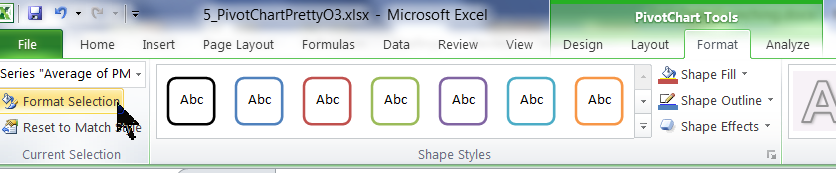 5_PivotChartPrettyO3.xlsx - Microsoft Excel
PivotChart Tools
File Home Insert Page Layout Formulas Data Review View Design Layout Format Analyze
Series "Average of PM
Format Selection
Reset to Match
Current Selection
Abc Abc Abc Abc Abc Abc Abc
Shape Styles
Shape Fill
Shape Outline
Shape Effects
A